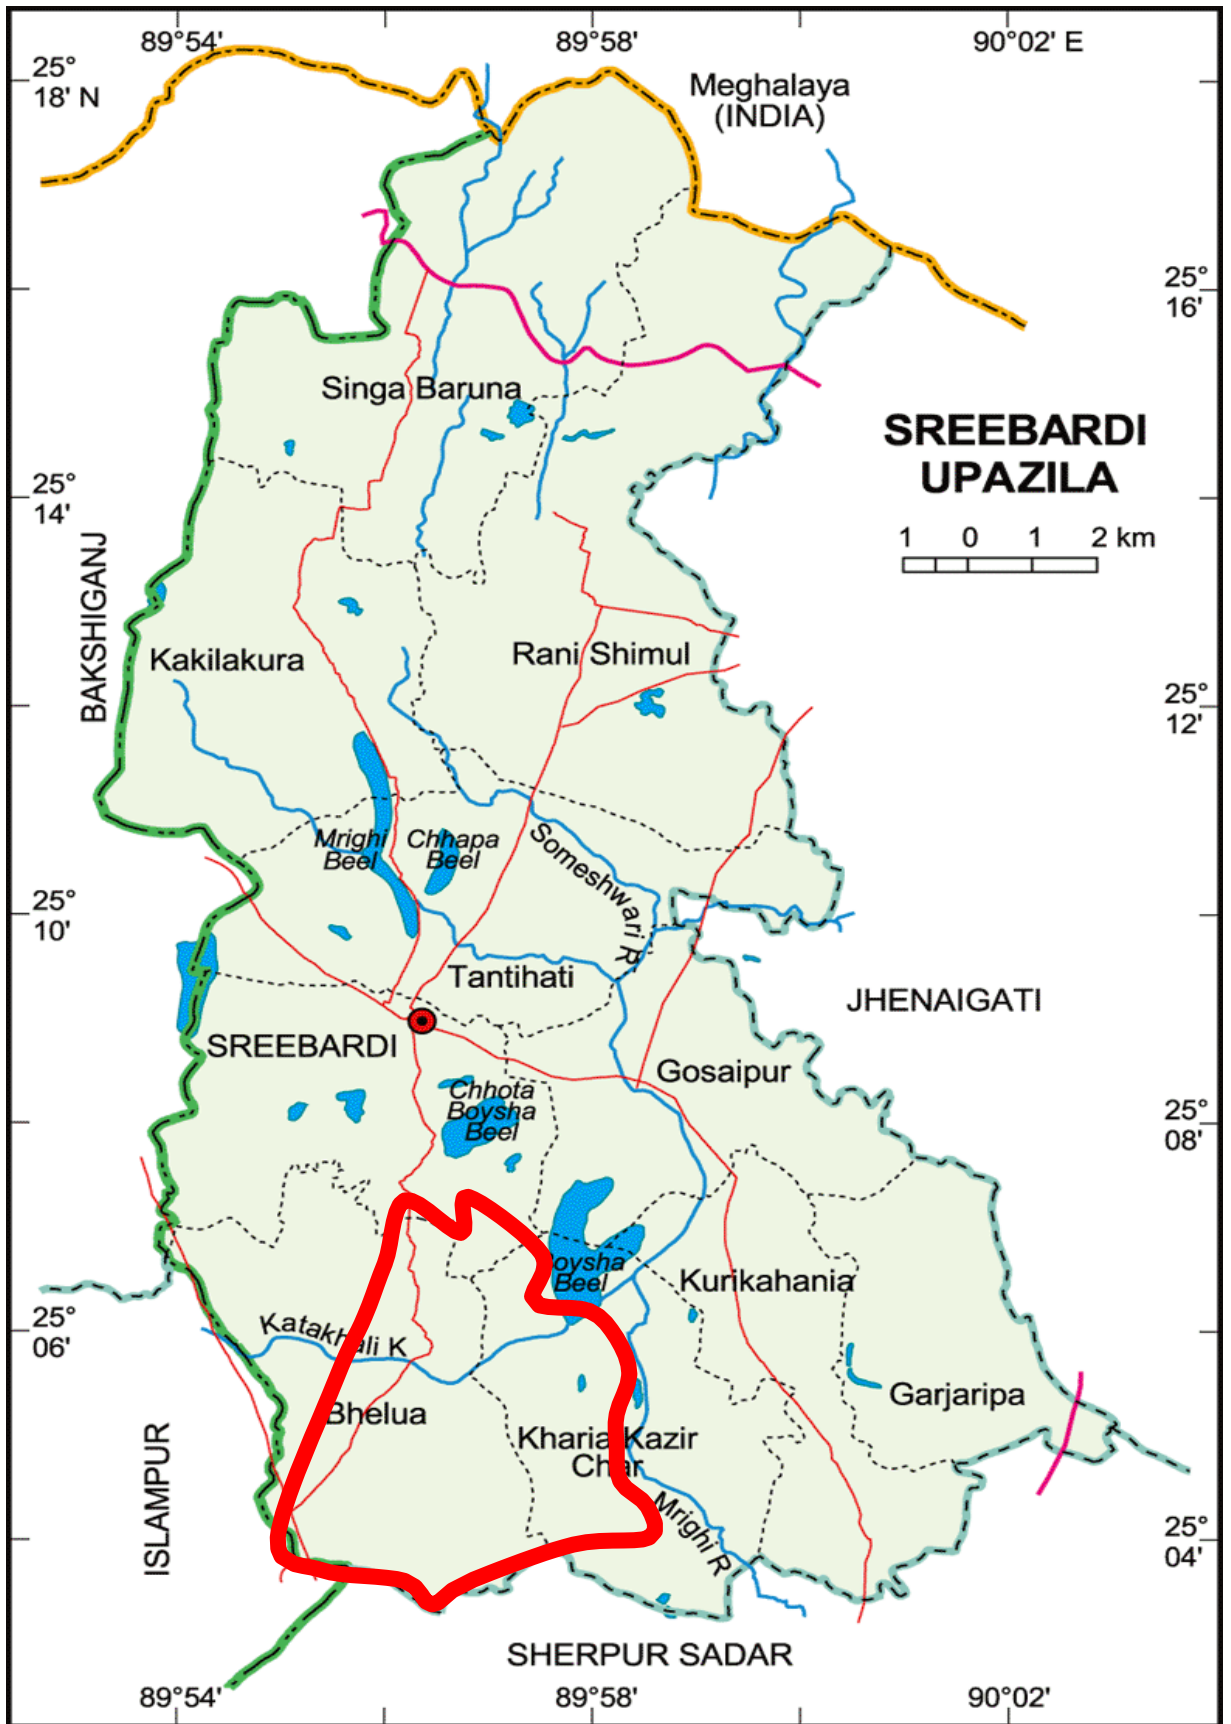 89°54'
89°58'
90°02' E
25°
18' N
Meghalaya
(INDIA)
25°
16'
Singa Baruna
SREEBARDI
UPAZILA
25°
14'
1 0 1 2 km
BAKSHIGANJ
Kakilakura
Rani Shimul
25°
12'
Mrighi
Beel
Chhapa
Beel
Someshwari R
25°
10'
Tantihati
JHENAIGATI
SREEBARDI
Gosaipur
Chhota
Boysha
Beel
25°
08'
Boysha
Beel
Kurikahania
25°
06'
Katakhali K
Bhelua
Garjaripa
Kharia Kazir
Char
ISLAMPUR
Mrighi R
25°
04'
SHERPUR SADAR
89°54'
89°58'
90°02'